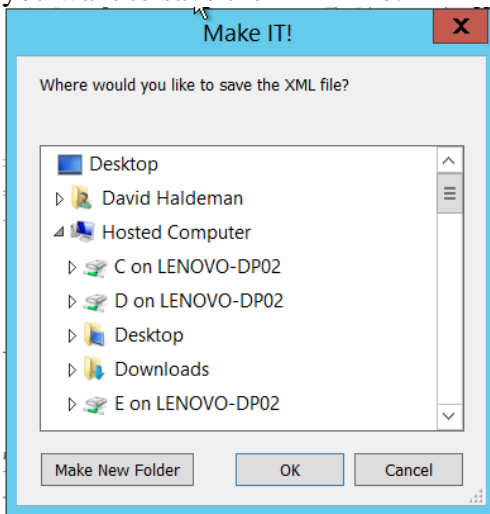 Make IT!
X
Where would you like to save the XML file?
Desktop
David Haldeman
Hosted Computer
C on LENOVO-DP02
D on LENOVO-DP02
Desktop
Downloads
E on LENOVO-DP02
Make New Folder OK Cancel